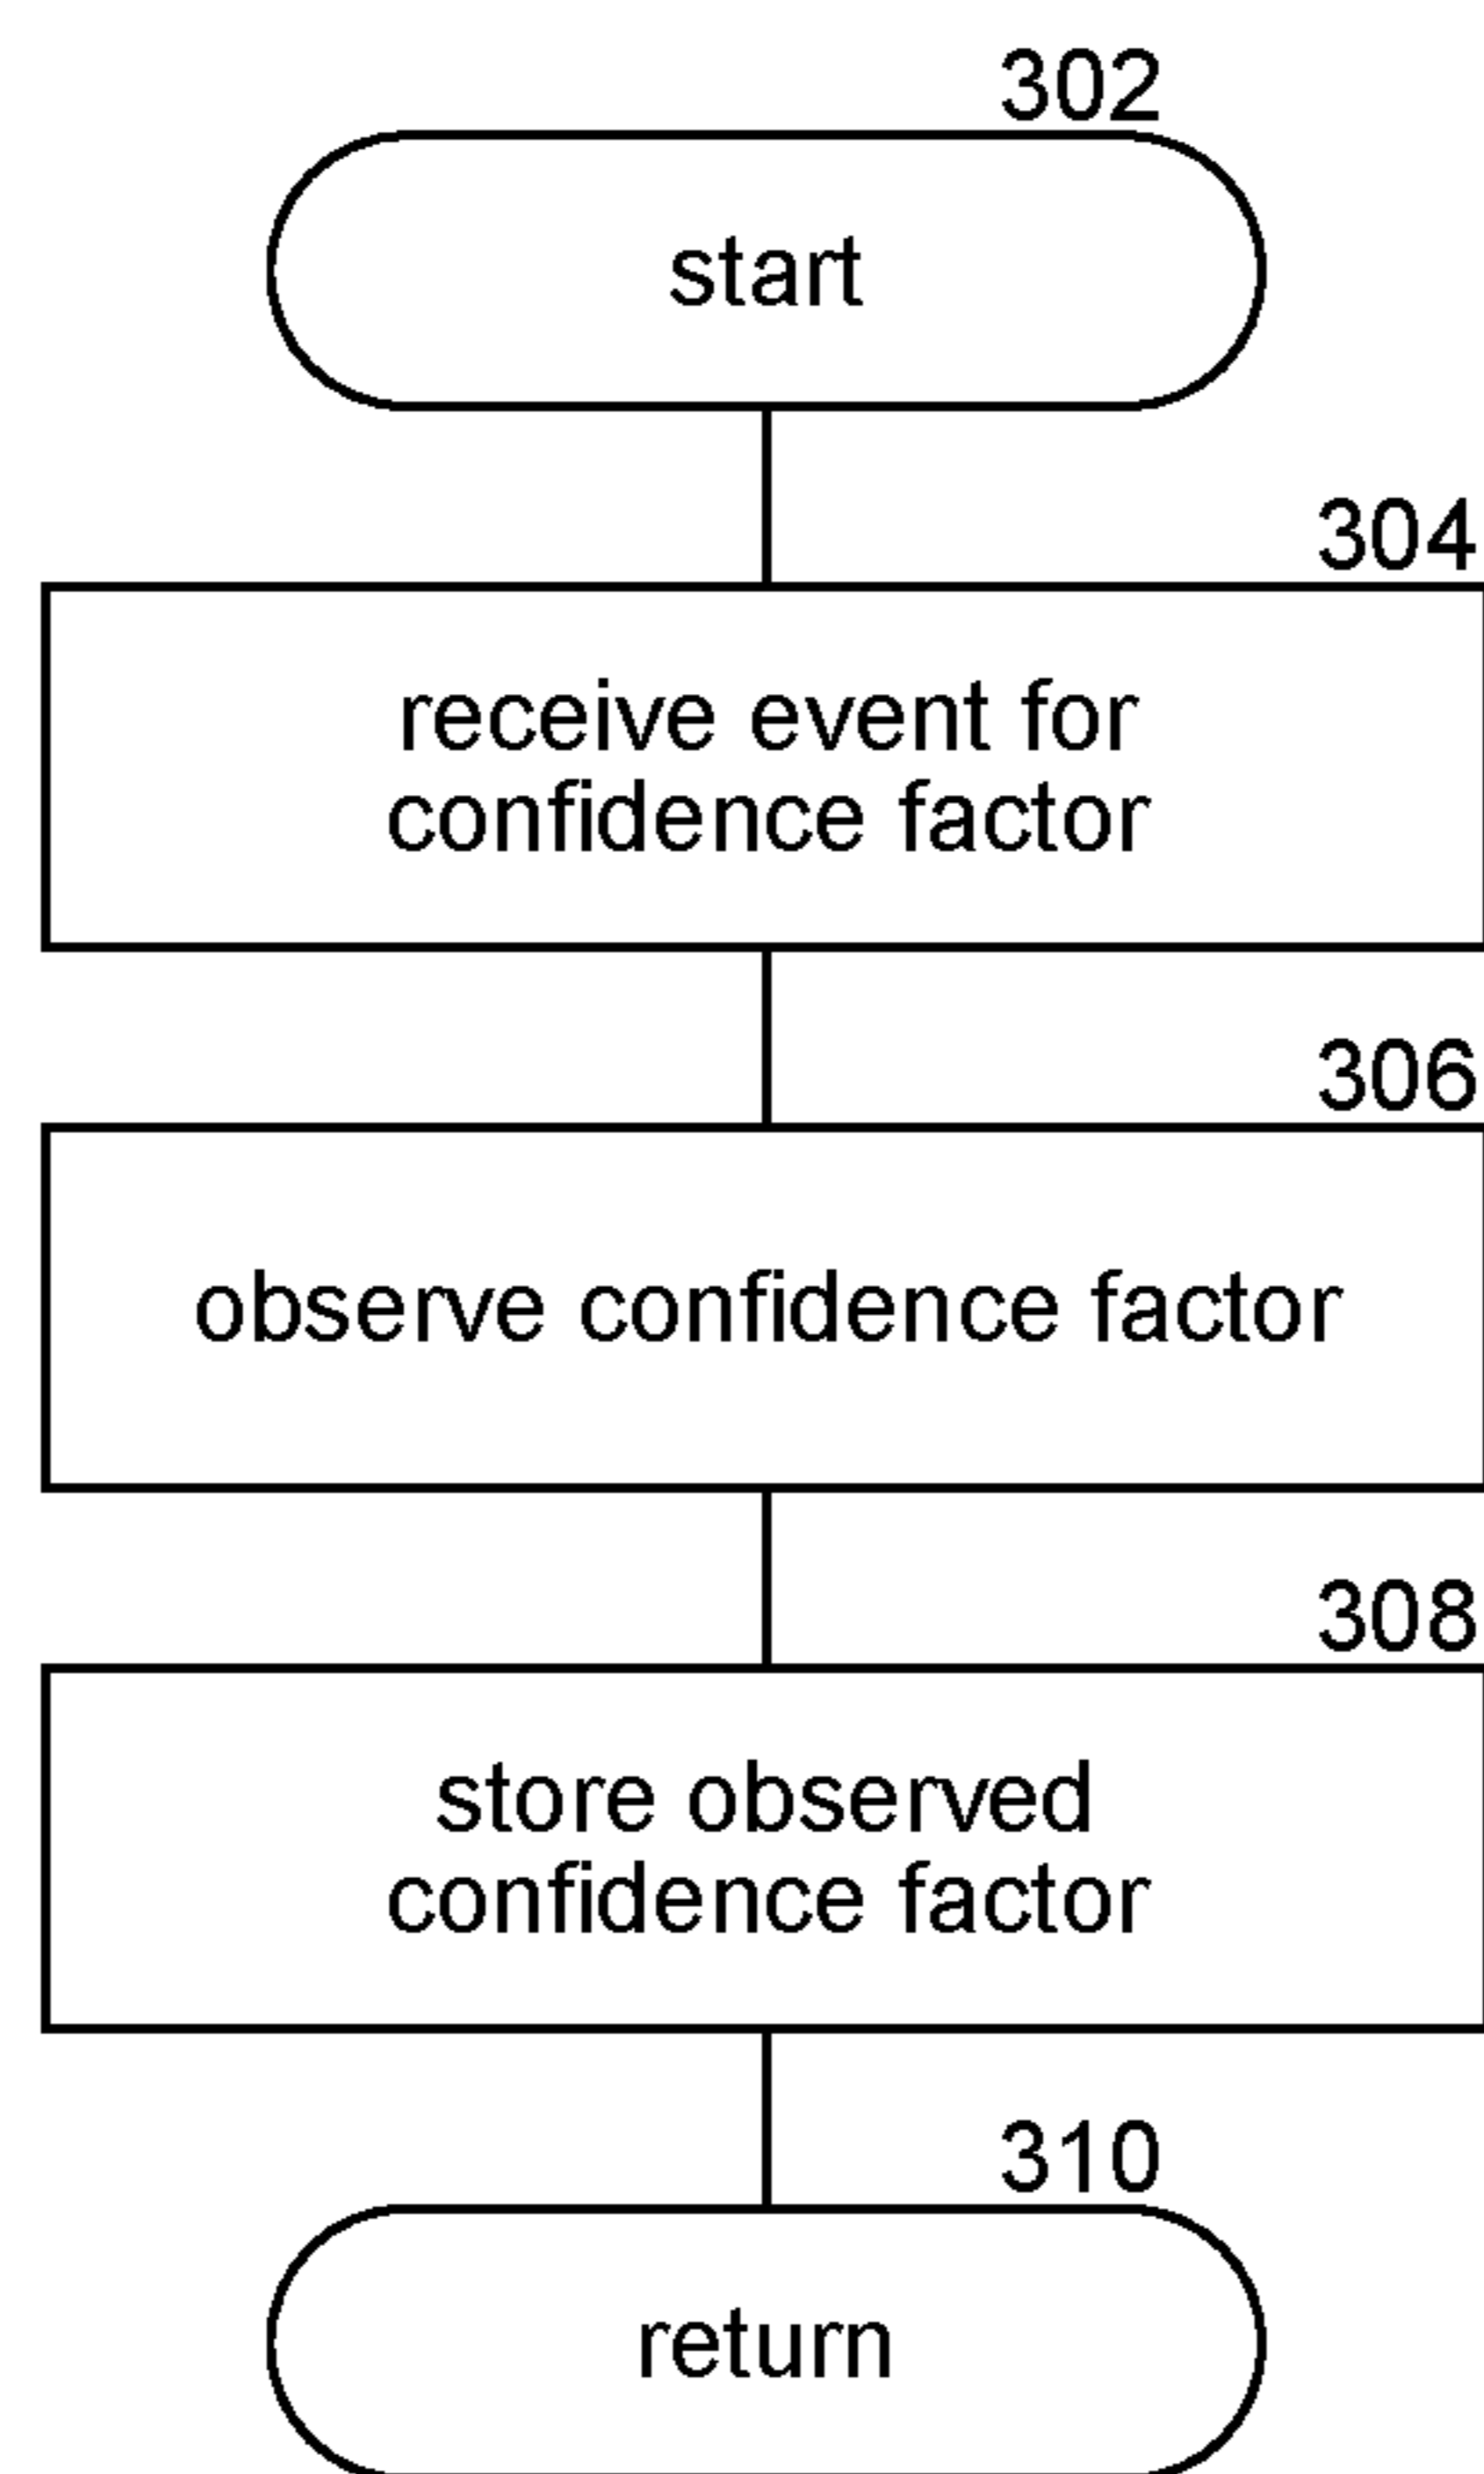 302
start
304
receive event for
confidence factor
306
observe confidence factor
308
store observed
confidence factor
310
return